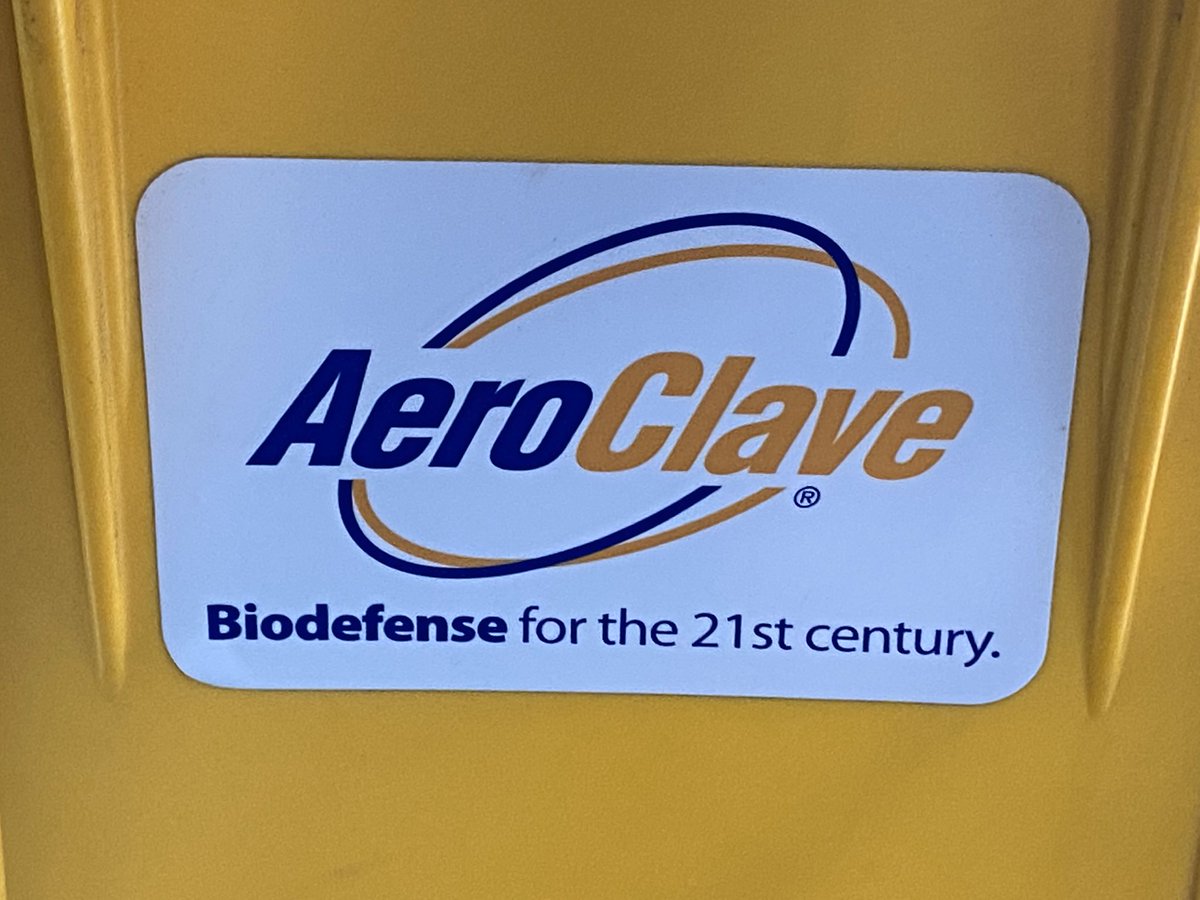 AeroClave
®
Biodefense for the 21st century.